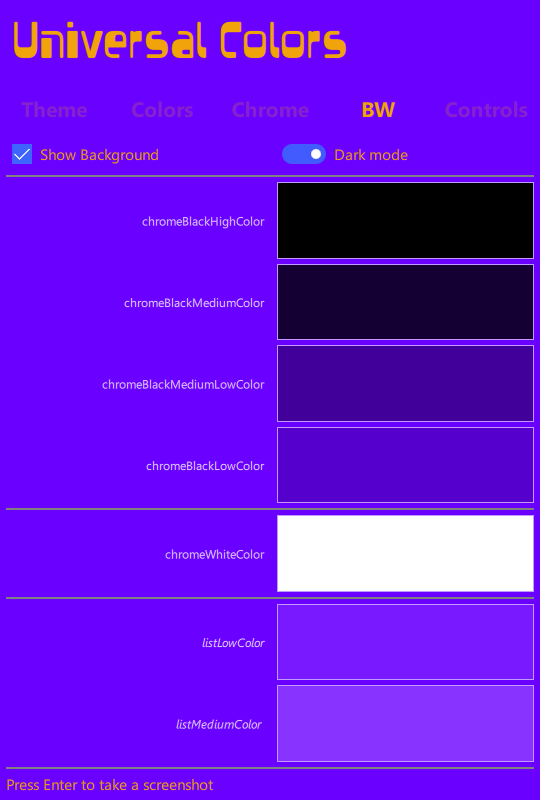 Universal Colors
Theme Colors Chrome BW Controls
Show Background Dark mode
chromeBlackHighColor
chromeBlackMediumColor
chromeBlackMediumLowColor
chromeBlackLowColor
chromeWhiteColor
listLowColor
listMediumColor
Press Enter to take a screenshot